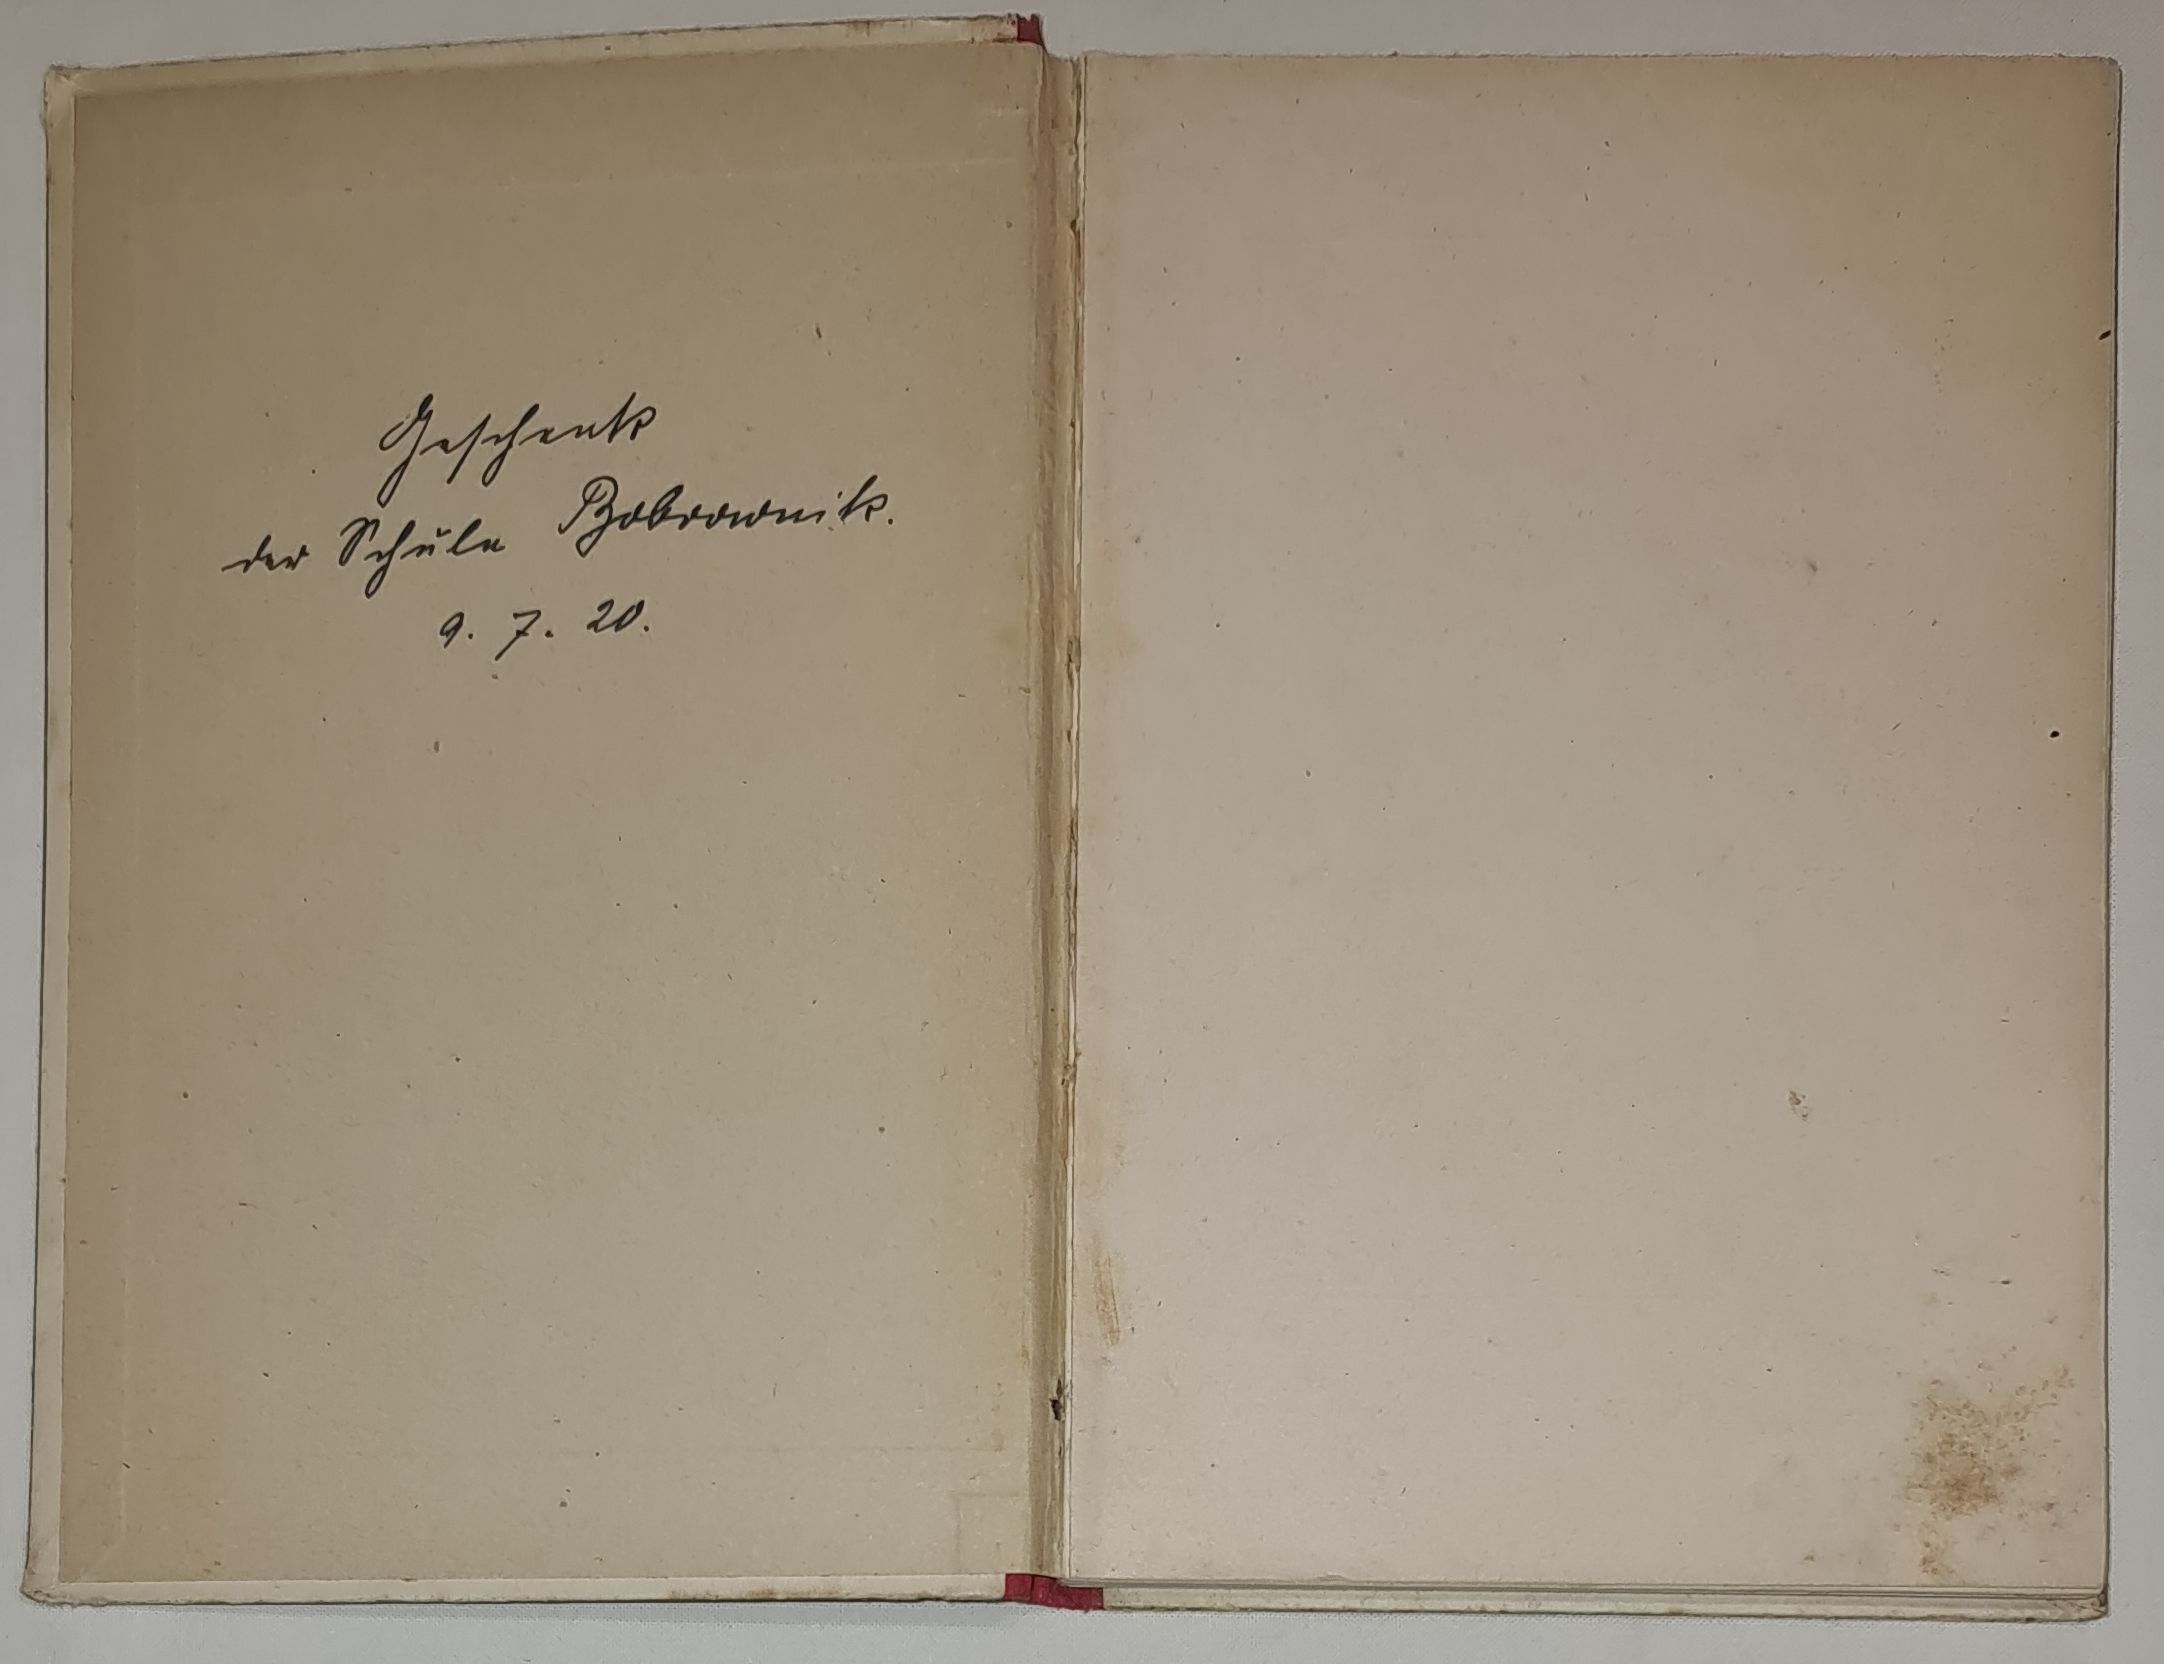 Geschenk
der Schule Bobrownik.
9. 7. 20.